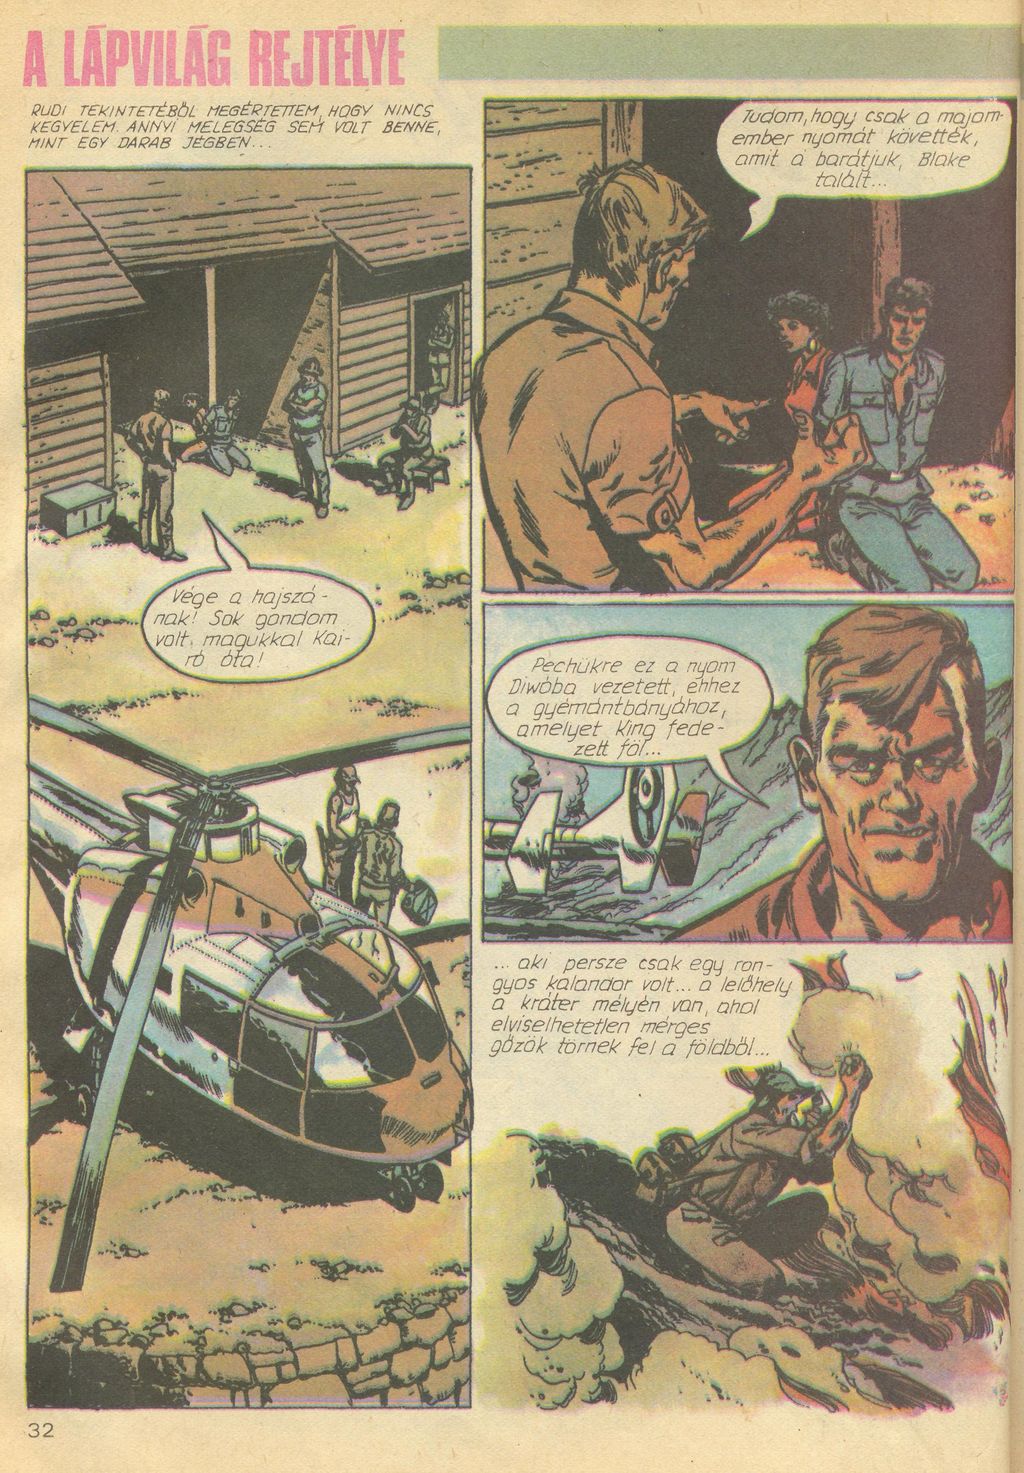 A LÁPVILÁG REJTÉLYE
RUDI TEKINTETÉBŐL MEGÉRTETTEM, HOGY NINCS
KEGYELEM. ANNYI MELEGSÉG SEM VOLT BENNE,
MINT EGY DARAB JÉGBEN...
Vége a hajszá-
nak! Sok gondom
volt. magukkal Kai-
ró óta!
Tudom, hogy csak a majom-
ember nyomát követték,
amit a barátjuk, Blake
talált...
Pechükre ez a nyom
Diwóba vezetett, ehhez
a gyémántbányához,
amelyet King fede-
zett föl...
... aki persze csak egy ron-
gyos kalandor volt... a lelőhely
a kráter mélyén van, ahol
elviselhetetlen mérges
gőzök törnek fel a földből...
32